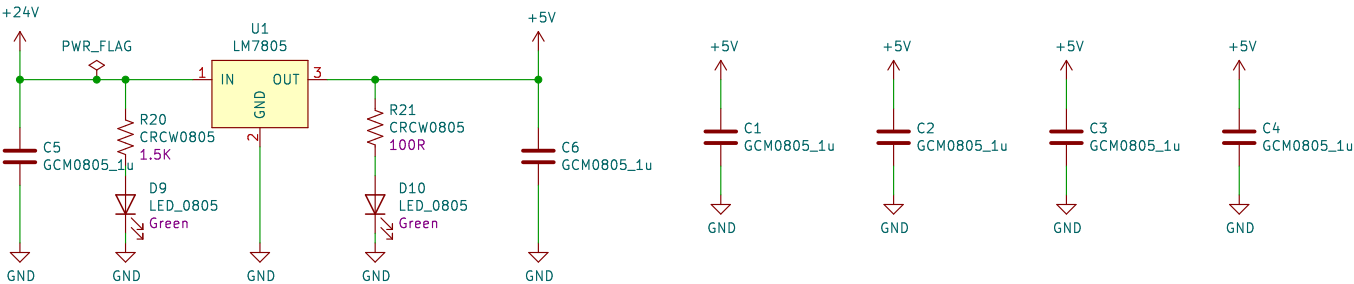 +24V
PWR_FLAG
U1
LM7805
1
IN
OUT
3
GND
2
+5V
R20
CRCW0805
1.5K
R21
CRCW0805
100R
C5
GCM0805_1u
D9
LED_0805
Green
D10
LED_0805
Green
C6
GCM0805_1u
GND
GND
GND
GND
GND
+5V
C1
GCM0805_1u
GND
+5V
C2
GCM0805_1u
GND
+5V
C3
GCM0805_1u
GND
+5V
C4
GCM0805_1u
GND